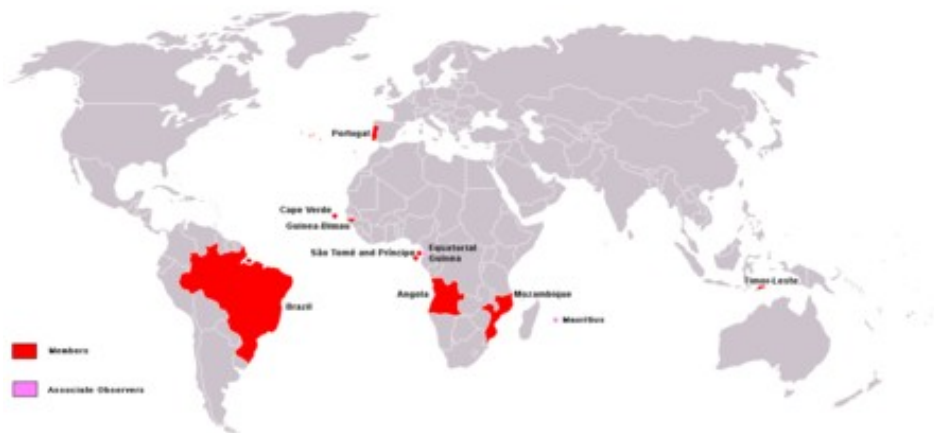 Portugal
Cape Verde
Guinea-Bissau
São Tomé and Príncipe
Equatorial
Guinea
Brazil
Angola
Mozambique
Mauritius
Timor-Leste
Members
Associate Observers